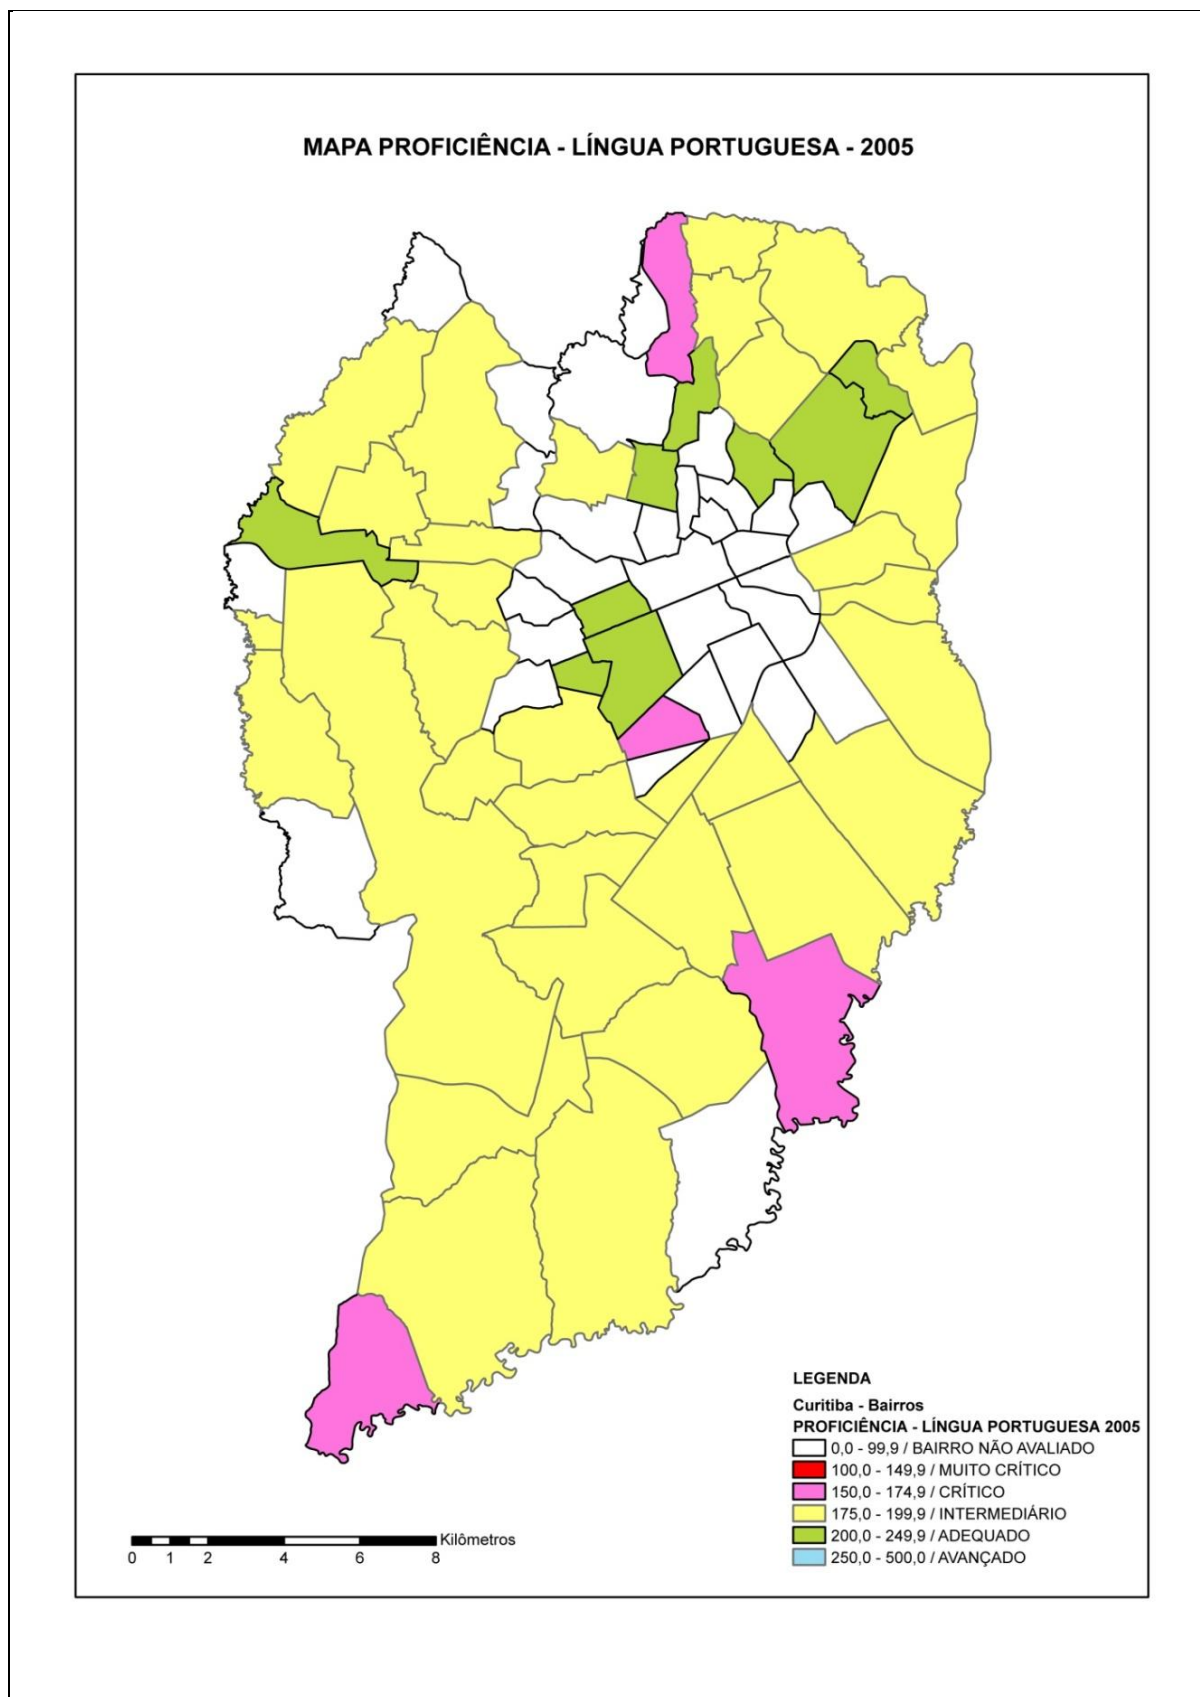 MAPA PROFICIÊNCIA - LÍNGUA PORTUGUESA - 2005
LEGENDA
Curitiba - Bairros
PROFICIÊNCIA - LÍNGUA PORTUGUESA 2005
0,0 - 99,9 / BAIRRO NÃO AVALIADO
100,0 - 149,9 / MUITO CRÍTICO
150,0 - 174,9 / CRÍTICO
175,0 - 199,9 / INTERMEDIÁRIO
200,0 - 249,9 / ADEQUADO
250,0 - 500,0 / AVANÇADO
Kilômetros
0 1 2 4 6 8